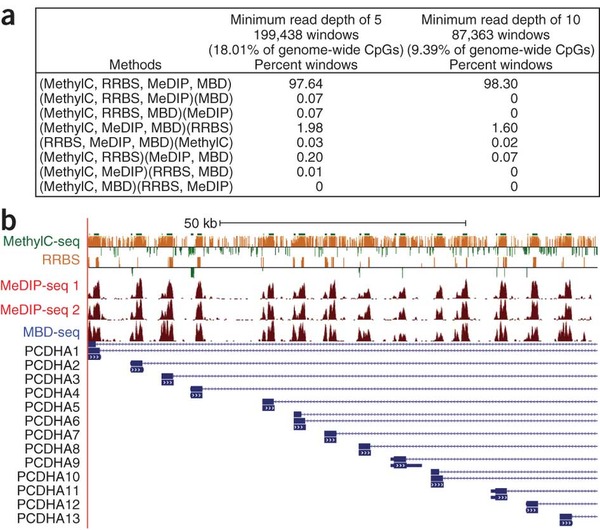 a
Minimum read depth of 5 Minimum read depth of 10
199,438 windows 87,363 windows
(18.01% of genome-wide CpGs) (9.39% of genome-wide CpGs)
Methods Percent windows Percent windows
(MethylC, RRBS, MeDIP, MBD) 97.64 98.30
(MethylC, RRBS, MeDIP)(MBD) 0.07 0
(MethylC, RRBS, MBD)(MeDIP) 0.07 0
(MethylC, MeDIP, MBD)(RRBS) 1.98 1.60
(RRBS, MeDIP, MBD)(MethylC) 0.03 0.02
(MethylC, RRBS)(MeDIP, MBD) 0.20 0.07
(MethylC, MeDIP)(RRBS, MBD) 0.01 0
(MethylC, MBD)(RRBS, MeDIP) 0 0
b
50 kb
MethylC-seq
RRBS
MeDIP-seq 1
MeDIP-seq 2
MBD-seq
PCDHA1
PCDHA2
PCDHA3
PCDHA4
PCDHA5
PCDHA6
PCDHA7
PCDHA8
PCDHA9
PCDHA10
PCDHA11
PCDHA12
PCDHA13